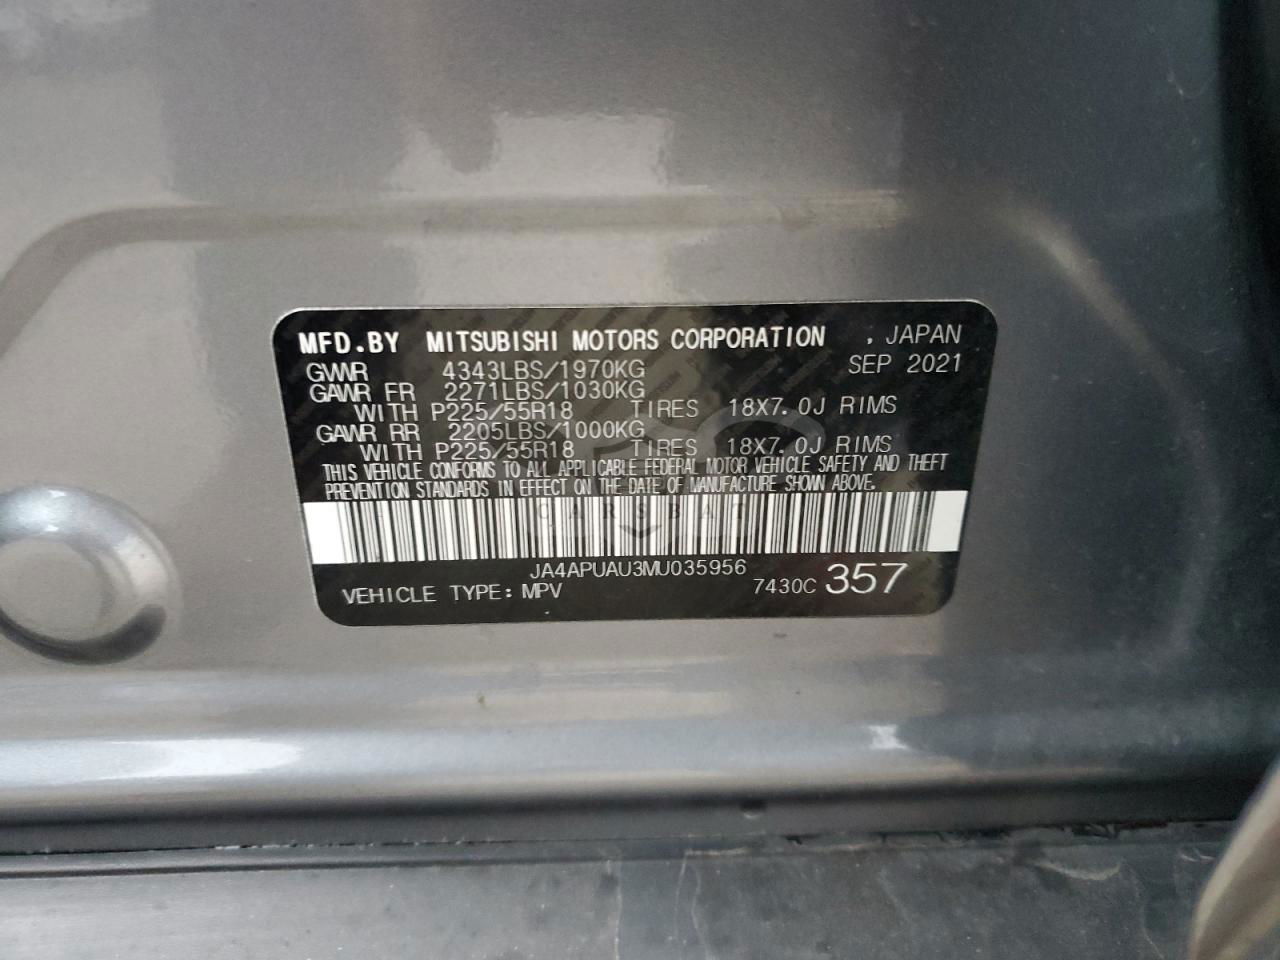 MFD.BY MITSUBISHI MOTORS CORPORATION . JAPAN
GVWR 4343LBS/1970KG SEP 2021
GAWR FR 2271LBS/1030KG
WITH P225/55R18 TIRES 18X7.0J RIMS
GAWR RR 2205LBS/1000KG
WITH P225/55R18 TIRES 18X7.0J RIMS
THIS VEHICLE CONFORMS TO ALL APPLICABLE FEDERAL MOTOR VEHICLE SAFETY AND THEFT
PREVENTION STANDARDS IN EFFECT ON THE DATE OF MANUFACTURE SHOWN ABOVE.
CARSBAT
JA4APUAU3MU035956
VEHICLE TYPE: MPV 7430C 357